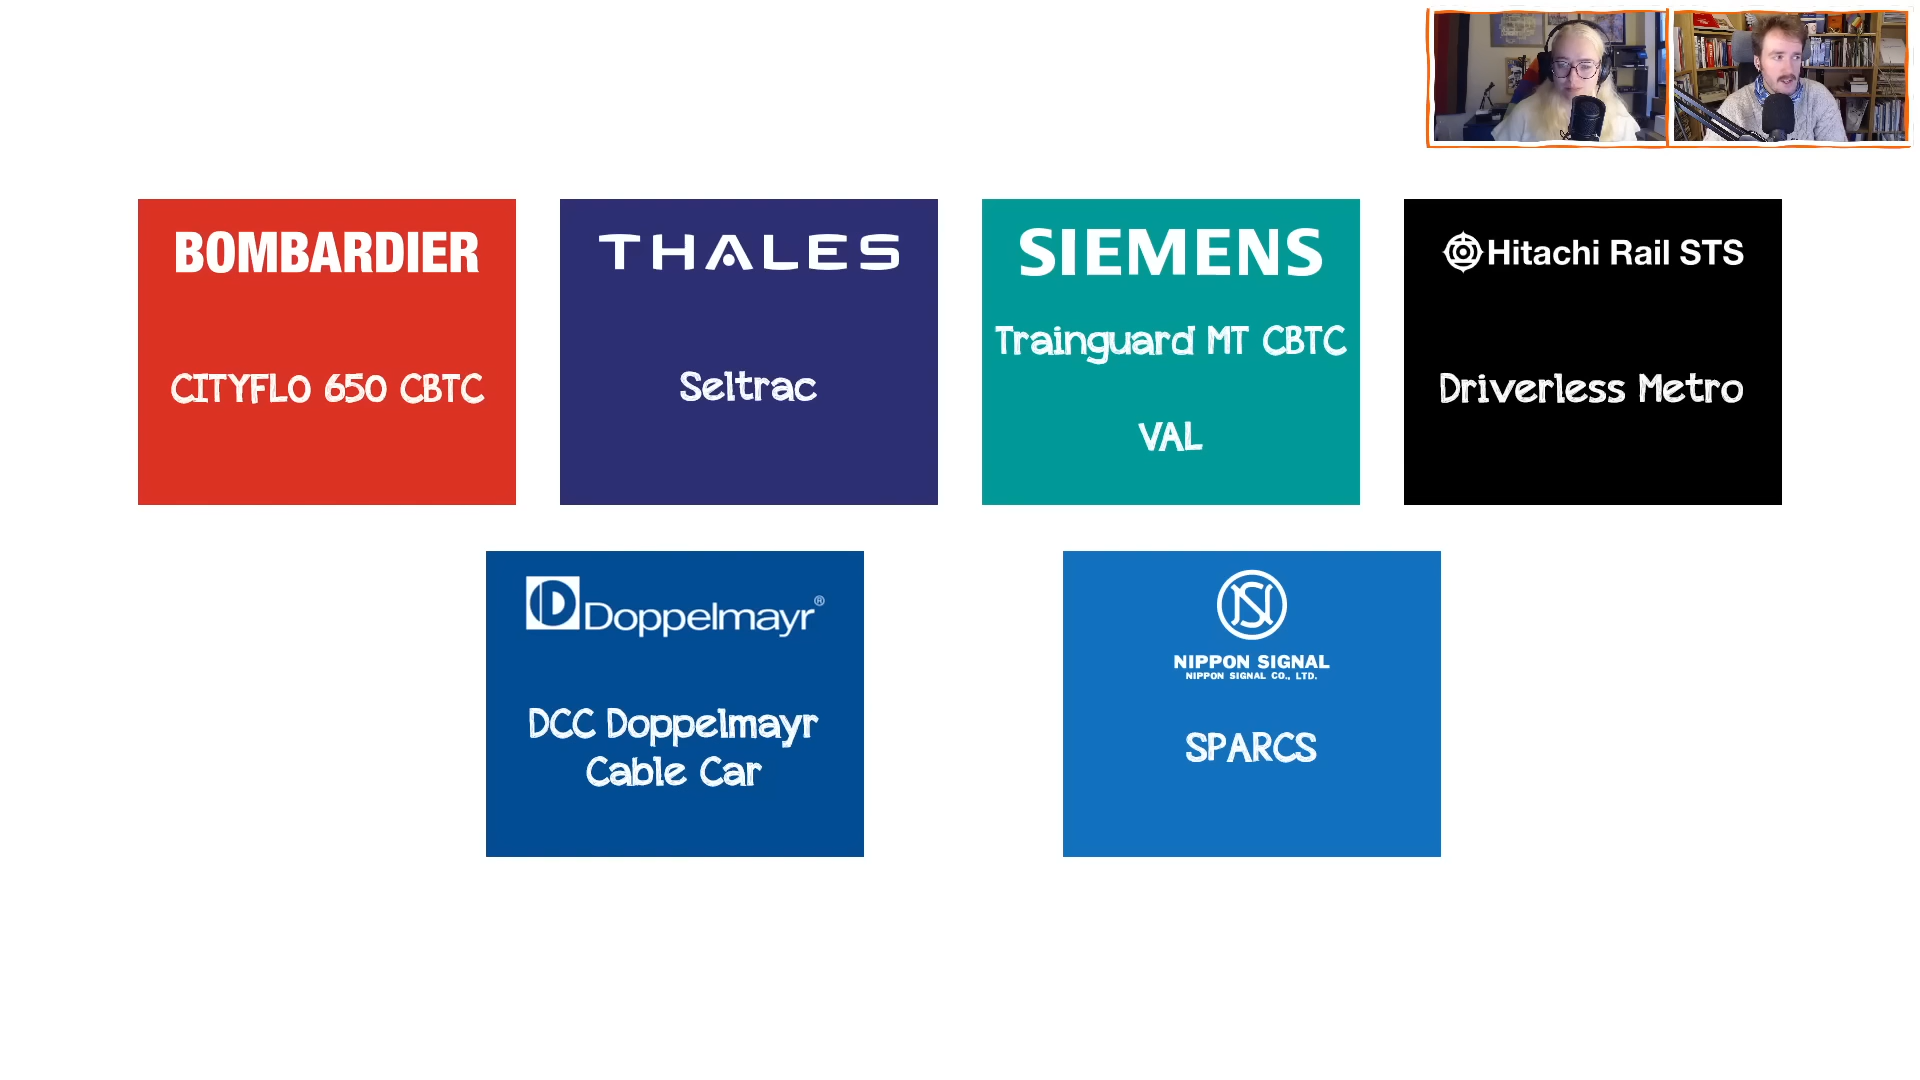 BOMBARDIER
CITYFLO 650 CBTC
THALES
Seltrac
SIEMENS
Trainguard MT CBTC
VAL
Hitachi Rail STS
Driverless Metro
Doppelmayr®
DCC Doppelmayr
Cable Car
NIPPON SIGNAL
NIPPON SIGNAL CO., LTD.
SPARCS